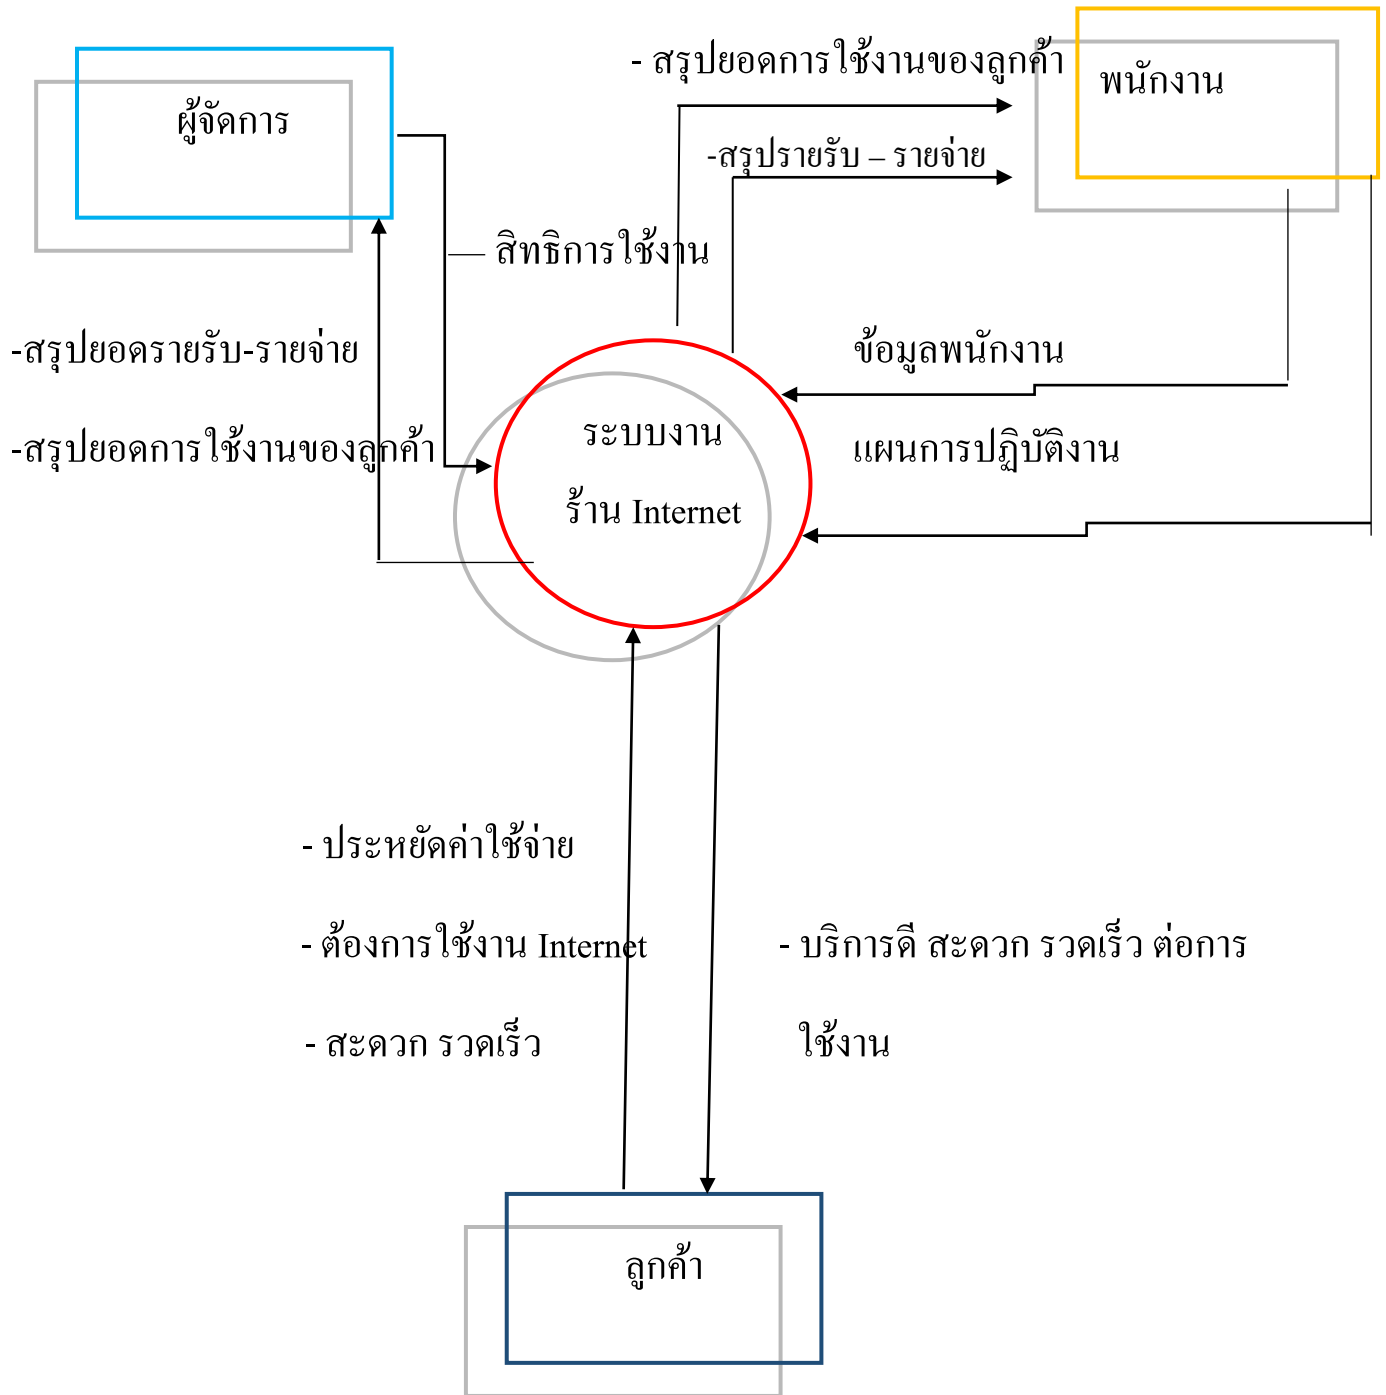 - สรุปยอดการใช้งานของลูกค้า
พนักงาน
ผู้จัดการ
-สรุปรายรับ – รายจ่าย
สิทธิการใช้งาน
-สรุปยอดรายรับ-รายจ่าย
ข้อมูลพนักงาน
-สรุปยอดการใช้งานของลูกค้า
ระบบงาน
แผนการปฏิบัติงาน
ร้าน Internet
- ประหยัดค่าใช้จ่าย
- ต้องการใช้งาน Internet
- บริการดี สะดวก รวดเร็ว ต่อการ
- สะดวก รวดเร็ว
ใช้งาน
ลูกค้า